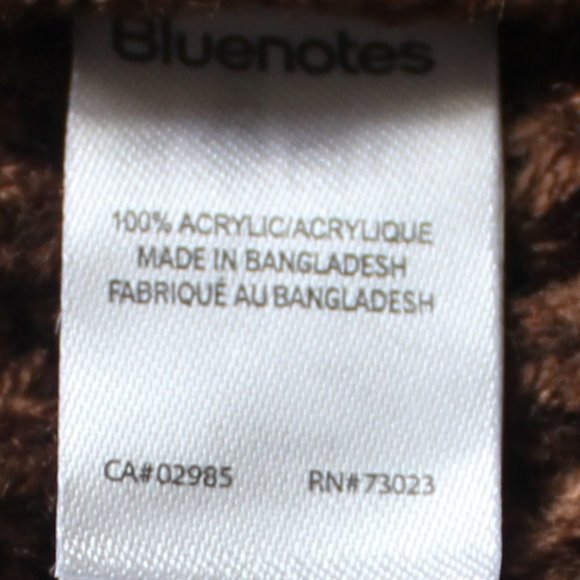 Bluenotes
100% ACRYLIC/ACRYLIQUE
MADE IN BANGLADESH
FABRIQUÉ AU BANGLADESH
CA#02985 RN#73023